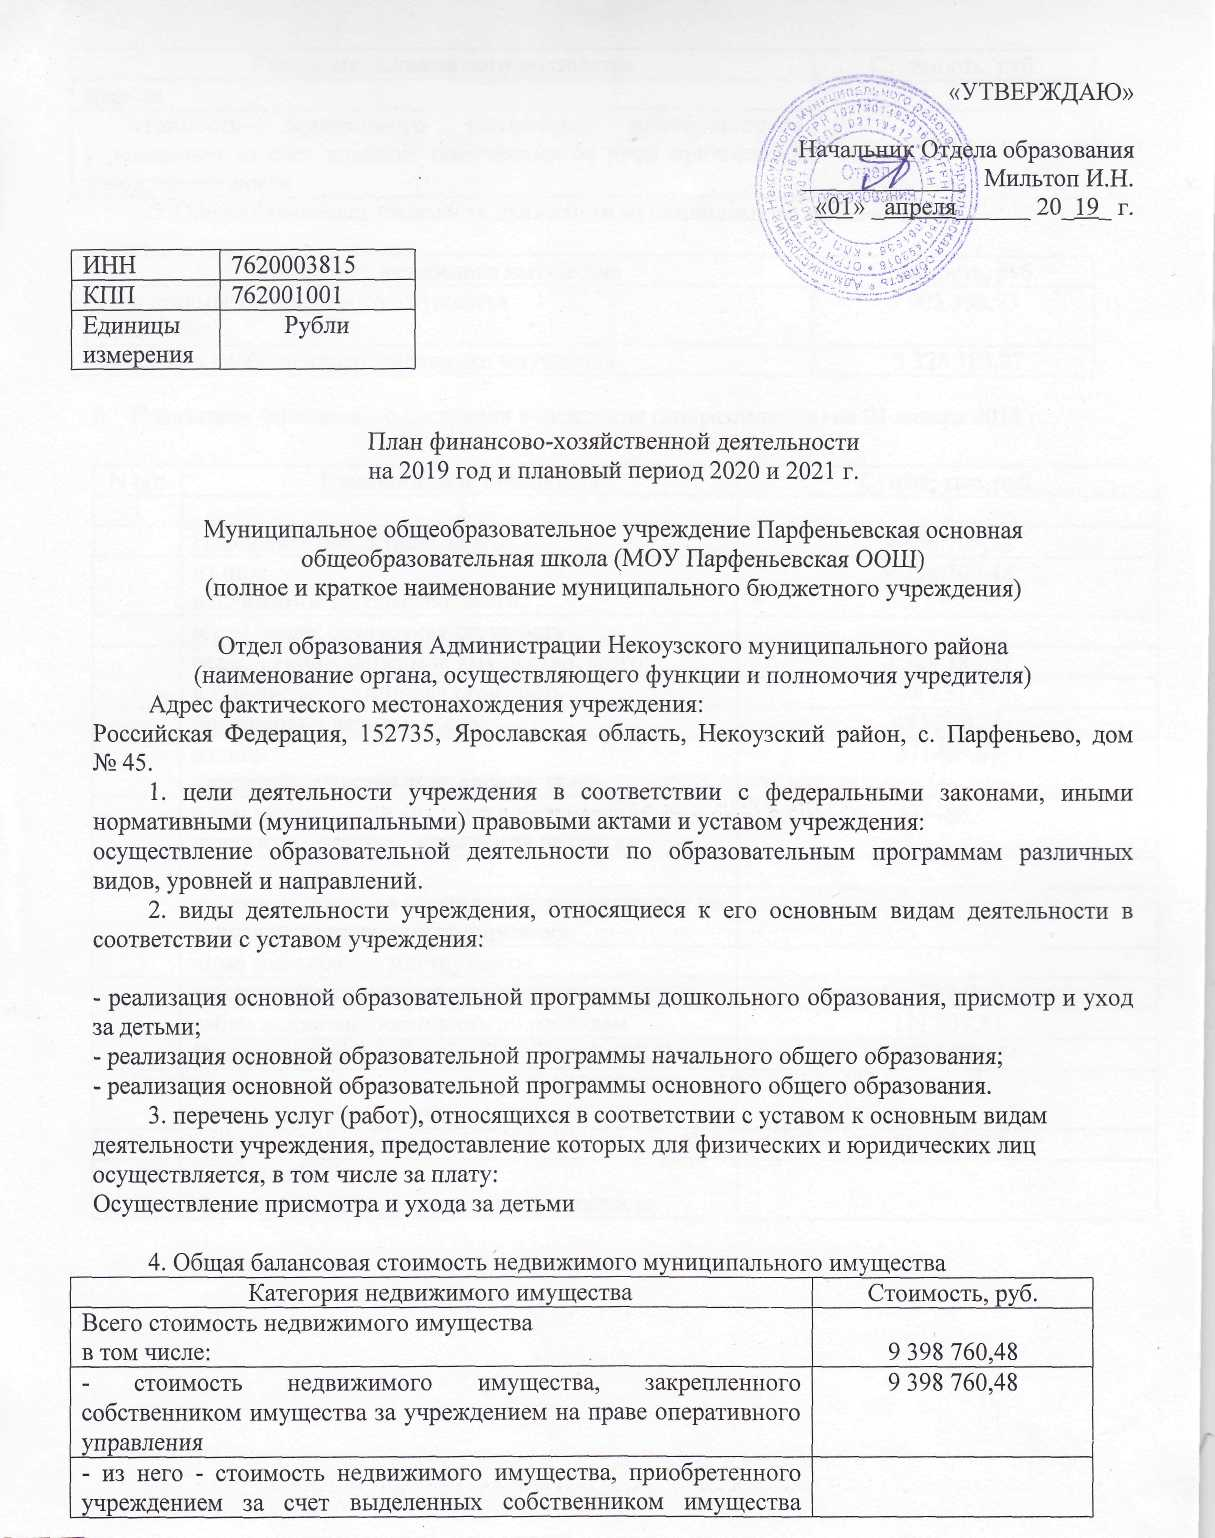 «УТВЕРЖДАЮ»
Начальник Отдела образования
Мильтоп И.Н.
«01» апреля 20 19 г.
Отдел
образования
ИНН 7620003815
КПП 762001001
Единицы Рубли
измерения
План финансово-хозяйственной деятельности
на 2019 год и плановый период 2020 и 2021 г.
Муниципальное общеобразовательное учреждение Парфеньевская основная
общеобразовательная школа (МОУ Парфеньевская ООШ)
(полное и краткое наименование муниципального бюджетного учреждения)
Отдел образования Администрации Некоузского муниципального района
(наименование органа, осуществляющего функции и полномочия учредителя)
Адрес фактического местонахождения учреждения:
Российская Федерация, 152735, Ярославская область, Некоузский район, с. Парфеньево, дом
№ 45.
1. цели деятельности учреждения в соответствии с федеральными законами, иными
нормативными (муниципальными) правовыми актами и уставом учреждения:
осуществление образовательной деятельности по образовательным программам различных
видов, уровней и направлений.
2. виды деятельности учреждения, относящиеся к его основным видам деятельности в
соответствии с уставом учреждения:
- реализация основной образовательной программы дошкольного образования, присмотр и уход
за детьми;
- реализация основной образовательной программы начального общего образования;
- реализация основной образовательной программы основного общего образования.
3. перечень услуг (работ), относящихся в соответствии с уставом к основным видам
деятельности учреждения, предоставление которых для физических и юридических лиц
осуществляется, в том числе за плату:
Осуществление присмотра и ухода за детьми
4. Общая балансовая стоимость недвижимого муниципального имущества
Категория недвижимого имущества Стоимость, руб.
Всего стоимость недвижимого имущества
в том числе: 9 398 760,48
- стоимость недвижимого имущества, закрепленного 9 398 760,48
собственником имущества за учреждением на праве оперативного
управления
- из него - стоимость недвижимого имущества, приобретенного
учреждением за счет выделенных собственником имущества